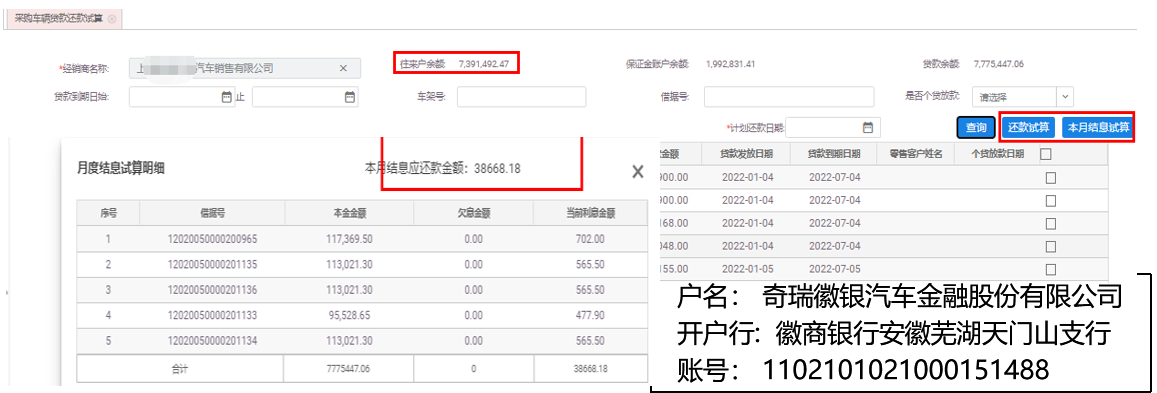 采购车辆贷款还款试算
*经销商名称: 上 汽车销售有限公司 × 往来户余额: 7,391,492.47 保证金账户余额: 1,992,831.41 贷款余额: 7,775,447.06
贷款到期日始: 止 车架号: 借据号: 是否个贷放款: 请选择
*计划还款日期: 查询 还款试算 本月结息试算
月度结息试算明细 本月结息应还款金额: 38668.18 X
序号 借据号 本金金额 欠息金额 当前利息金额
1 12020050000200965 117,369.50 0.00 702.00
2 12020050000201135 113,021.30 0.00 565.50
3 12020050000201136 113,021.30 0.00 565.50
4 12020050000201133 95,528.65 0.00 477.90
5 12020050000201134 113,021.30 0.00 565.50
合计 7775447.06 0 38668.18
金额 贷款发放日期 贷款到期日期 零售客户姓名 个贷放款日期
900.00 2022-01-04 2022-07-04
900.00 2022-01-04 2022-07-04
168.00 2022-01-04 2022-07-04
048.00 2022-01-04 2022-07-04
155.00 2022-01-05 2022-07-05
户名： 奇瑞徽银汽车金融股份有限公司
开户行: 徽商银行安徽芜湖天门山支行
账号： 1102101021000151488